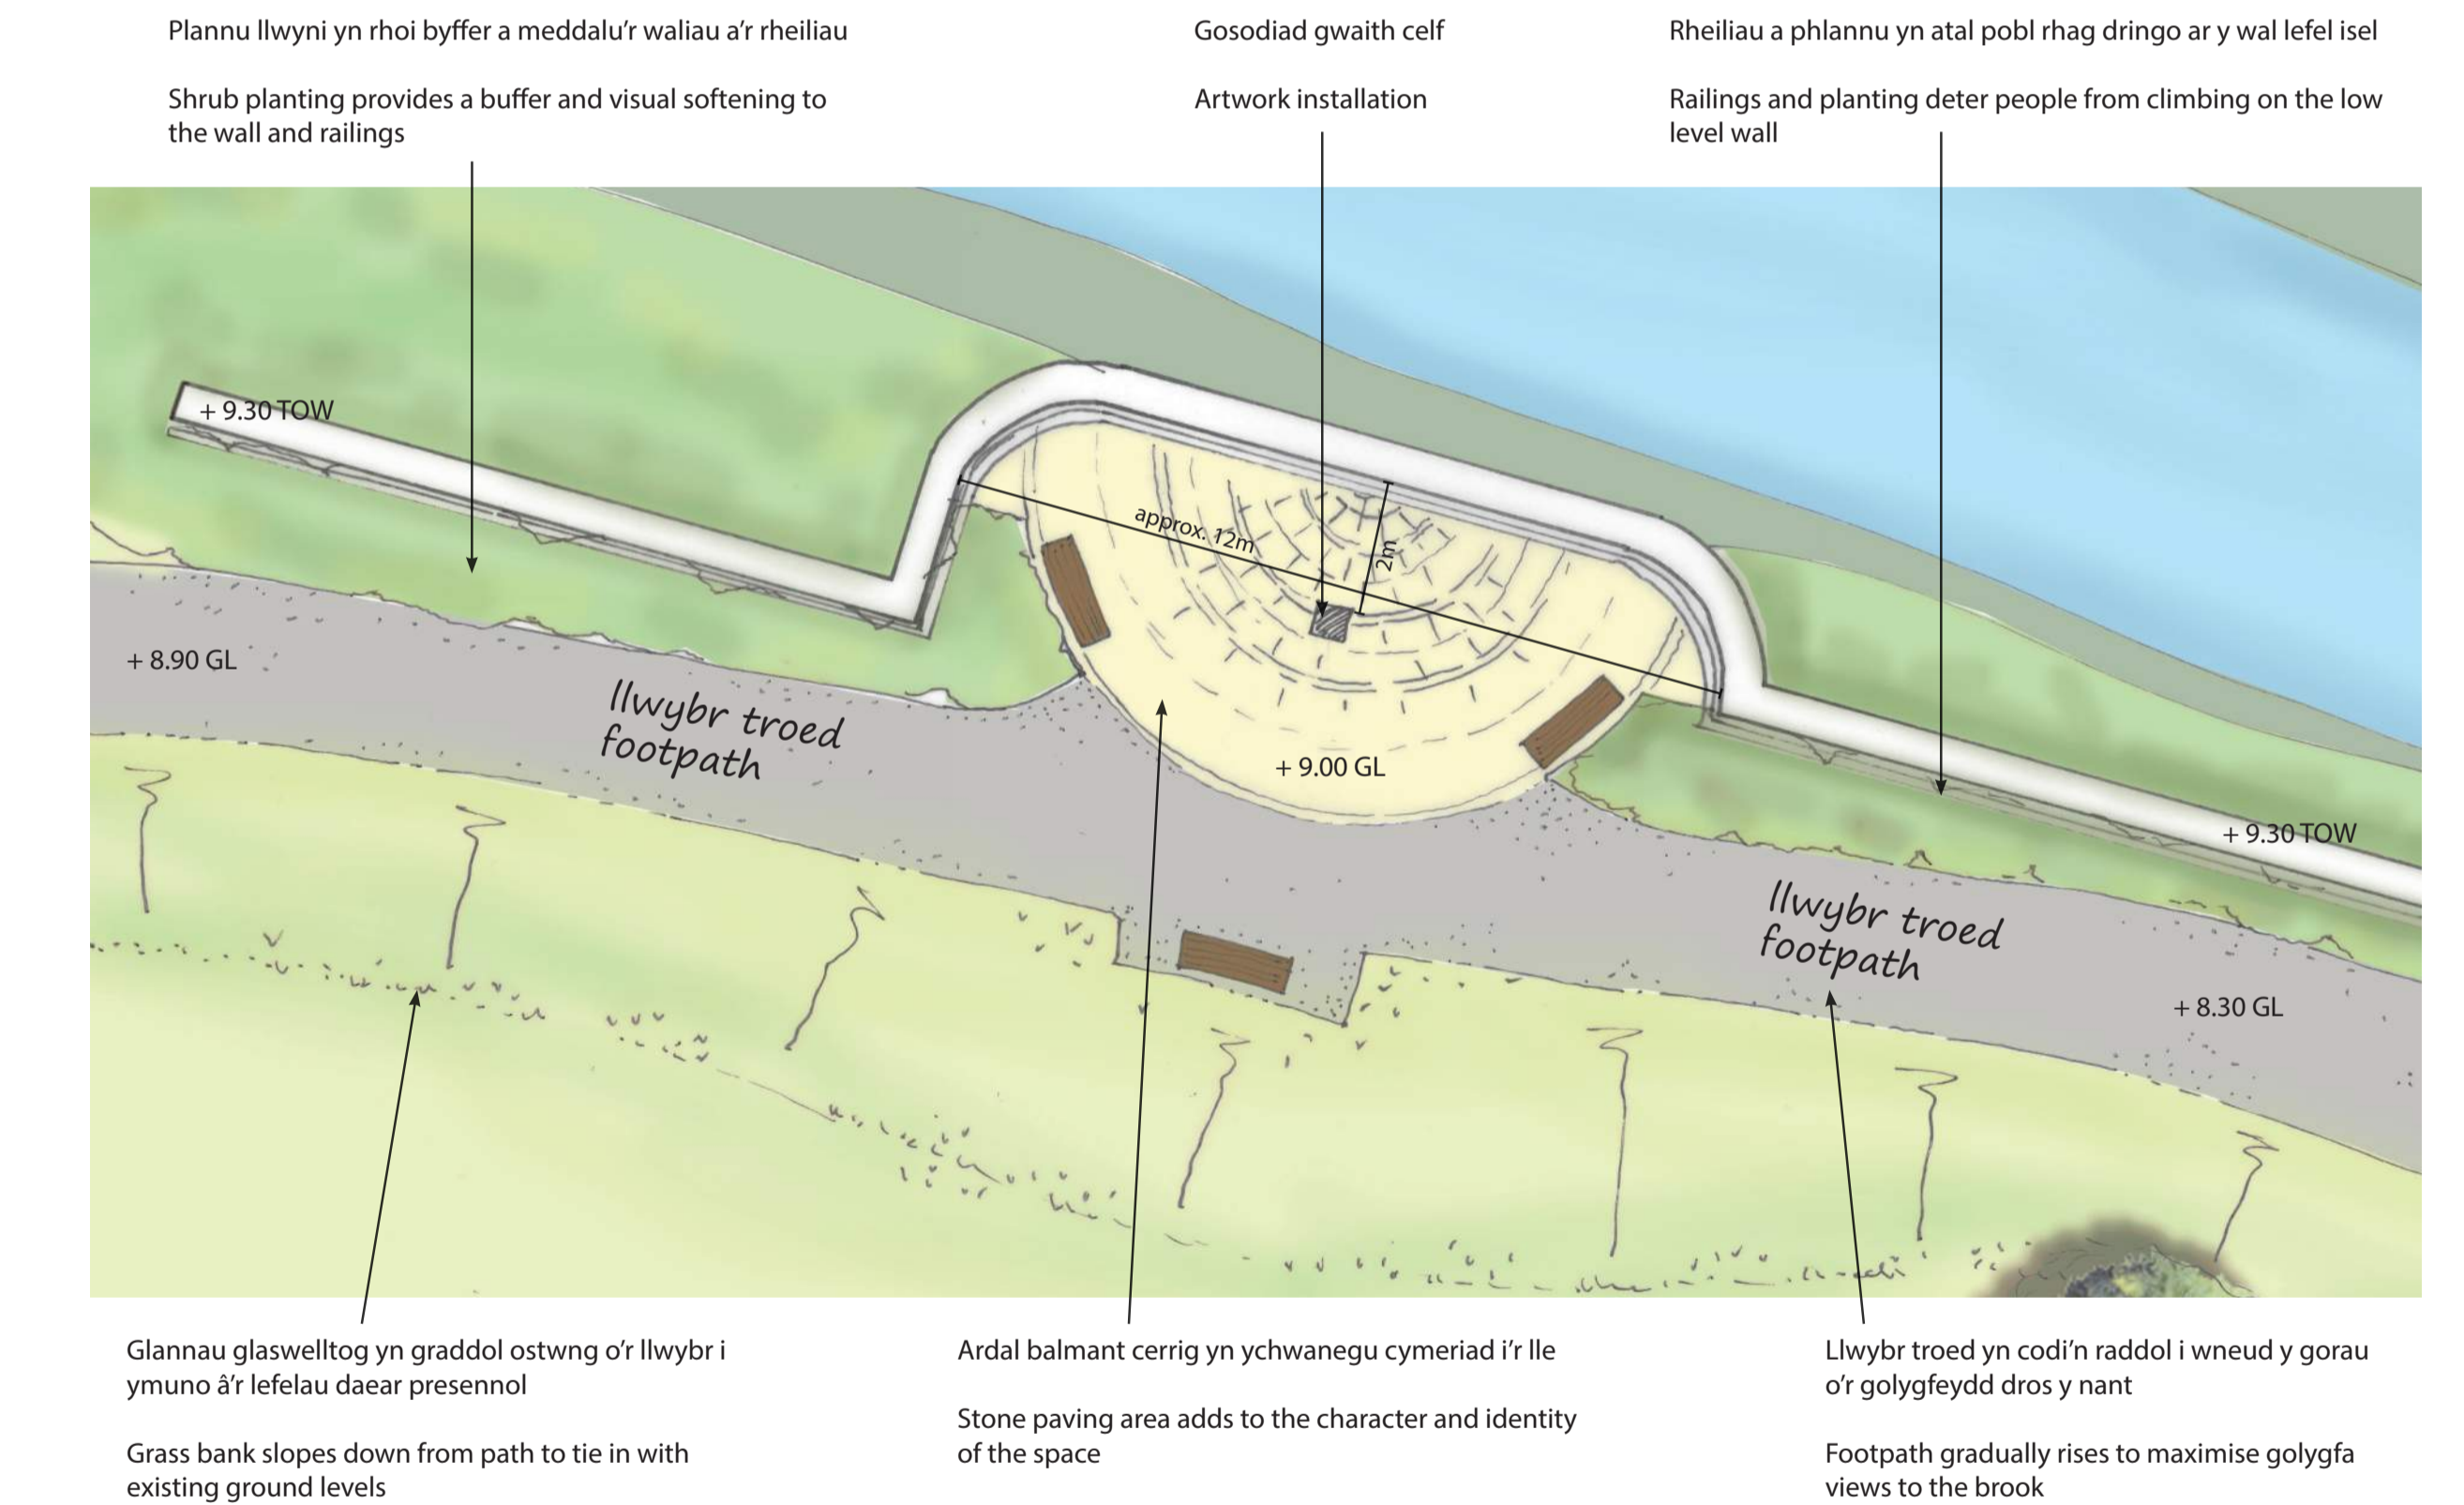 Plannu llwyni yn rhoi byffer a meddalu'r waliau a'r rheiliau
Shrub planting provides a buffer and visual softening to
the wall and railings
Gosodiad gwaith celf
Artwork installation
Rheiliau a phlannu yn atal pobl rhag dringo ar y wal lefel isel
Railings and planting deter people from climbing on the low
level wall
+ 9.30 TOW
approx. 12m
2m
+ 8.90 GL
llwybr troed
footpath
+ 9.00 GL
+ 9.30 TOW
llwybr troed
footpath
+ 8.30 GL
Glannau glaswelltog yn graddol ostwng o'r llwybr i
ymuno â'r lefelau daear presennol
Grass bank slopes down from path to tie in with
existing ground levels
Ardal balmant cerrig yn ychwanegu cymeriad i'r lle
Stone paving area adds to the character and identity
of the space
Llwybr troed yn codi'n raddol i wneud y gorau
o'r golygfeydd dros y nant
Footpath gradually rises to maximise golygfa
views to the brook